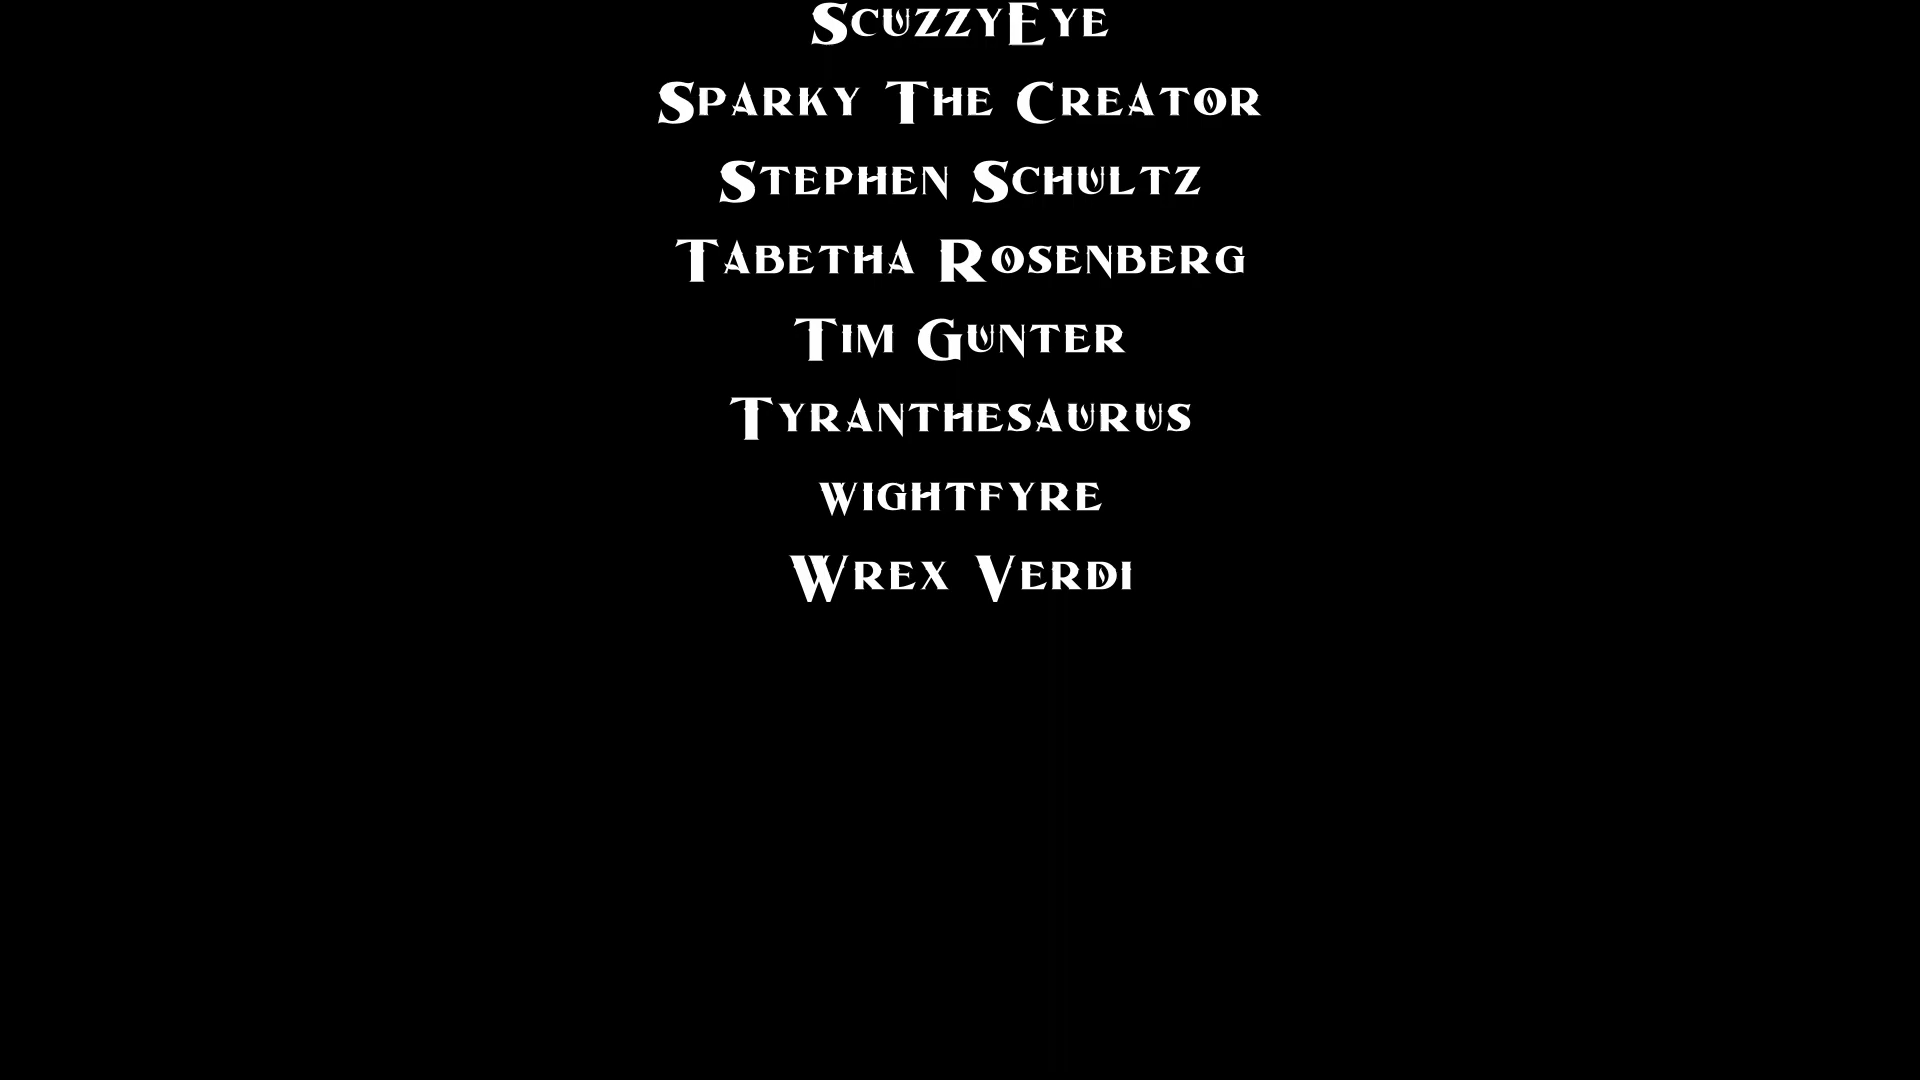 ScuzzyEye
Sparky The Creator
Stephen Schultz
Tabetha Rosenberg
Tim Gunter
Tyranthesaurus
wightfyre
Wrex Verdi